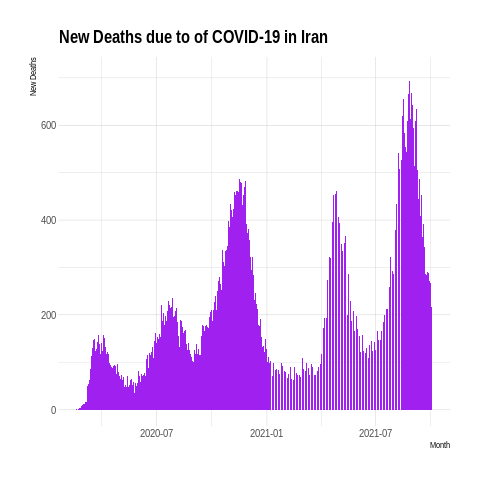 New Deaths due to of COVID-19 in Iran
New Deaths
600
400
200
0
2020-07
2021-01
2021-07
Month